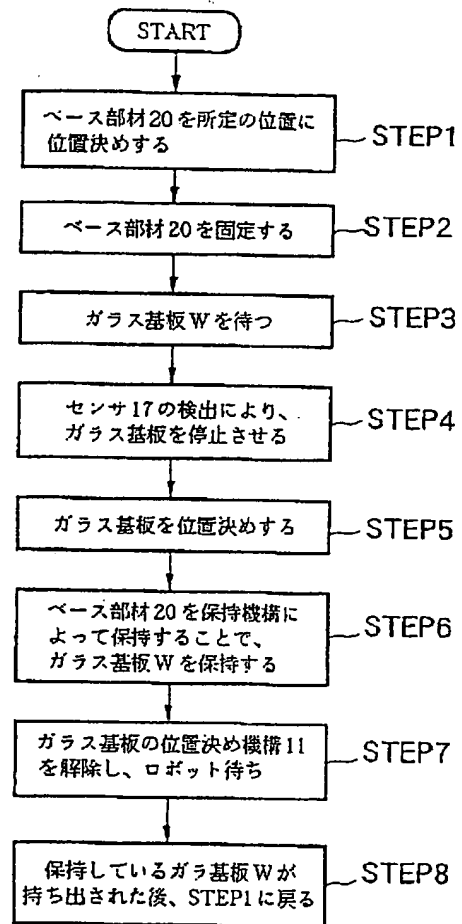 START
ベース部材20を所定の位置に
位置決めする
STEP1
ベース部材20を固定する
STEP2
ガラス基板Wを待つ
STEP3
センサ17の検出により、
ガラス基板を停止させる
STEP4
ガラス基板を位置決めする
STEP5
ベース部材20を保持機構に
よって保持することで、
ガラス基板Wを保持する
STEP6
ガラス基板の位置決め機構11
を解除し、ロボット待ち
STEP7
保持しているガラ基板Wが
持ち出された後、STEP1に戻る
STEP8